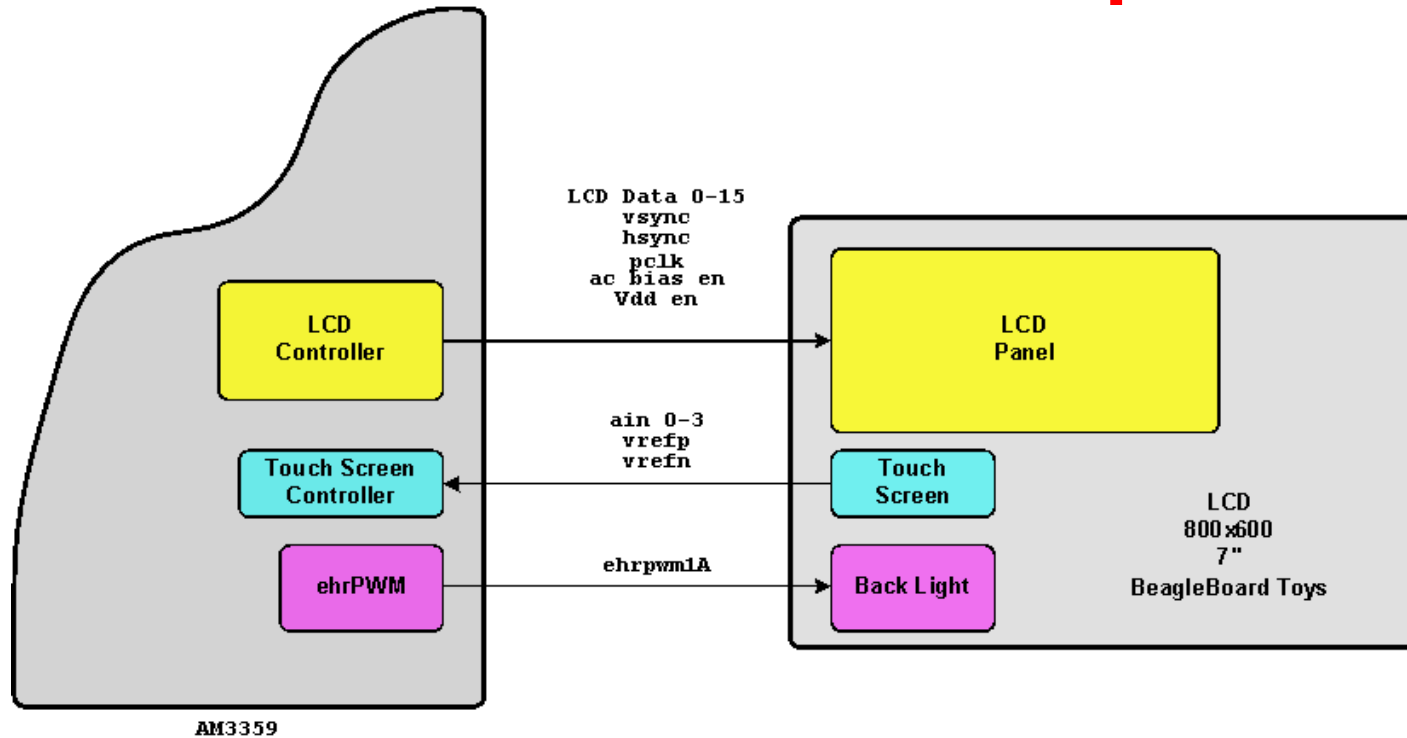 LCD Data 0-15
vsync
hsync
pclk
ac bias en
Vdd en
LCD
Controller
LCD
Panel
ain 0-3
vrefp
vrefn
Touch Screen
Controller
Touch
Screen
LCD
800x600
7"
BeagleBoard Toys
ehrpwm1A
ehrPWM
Back Light
AM3359